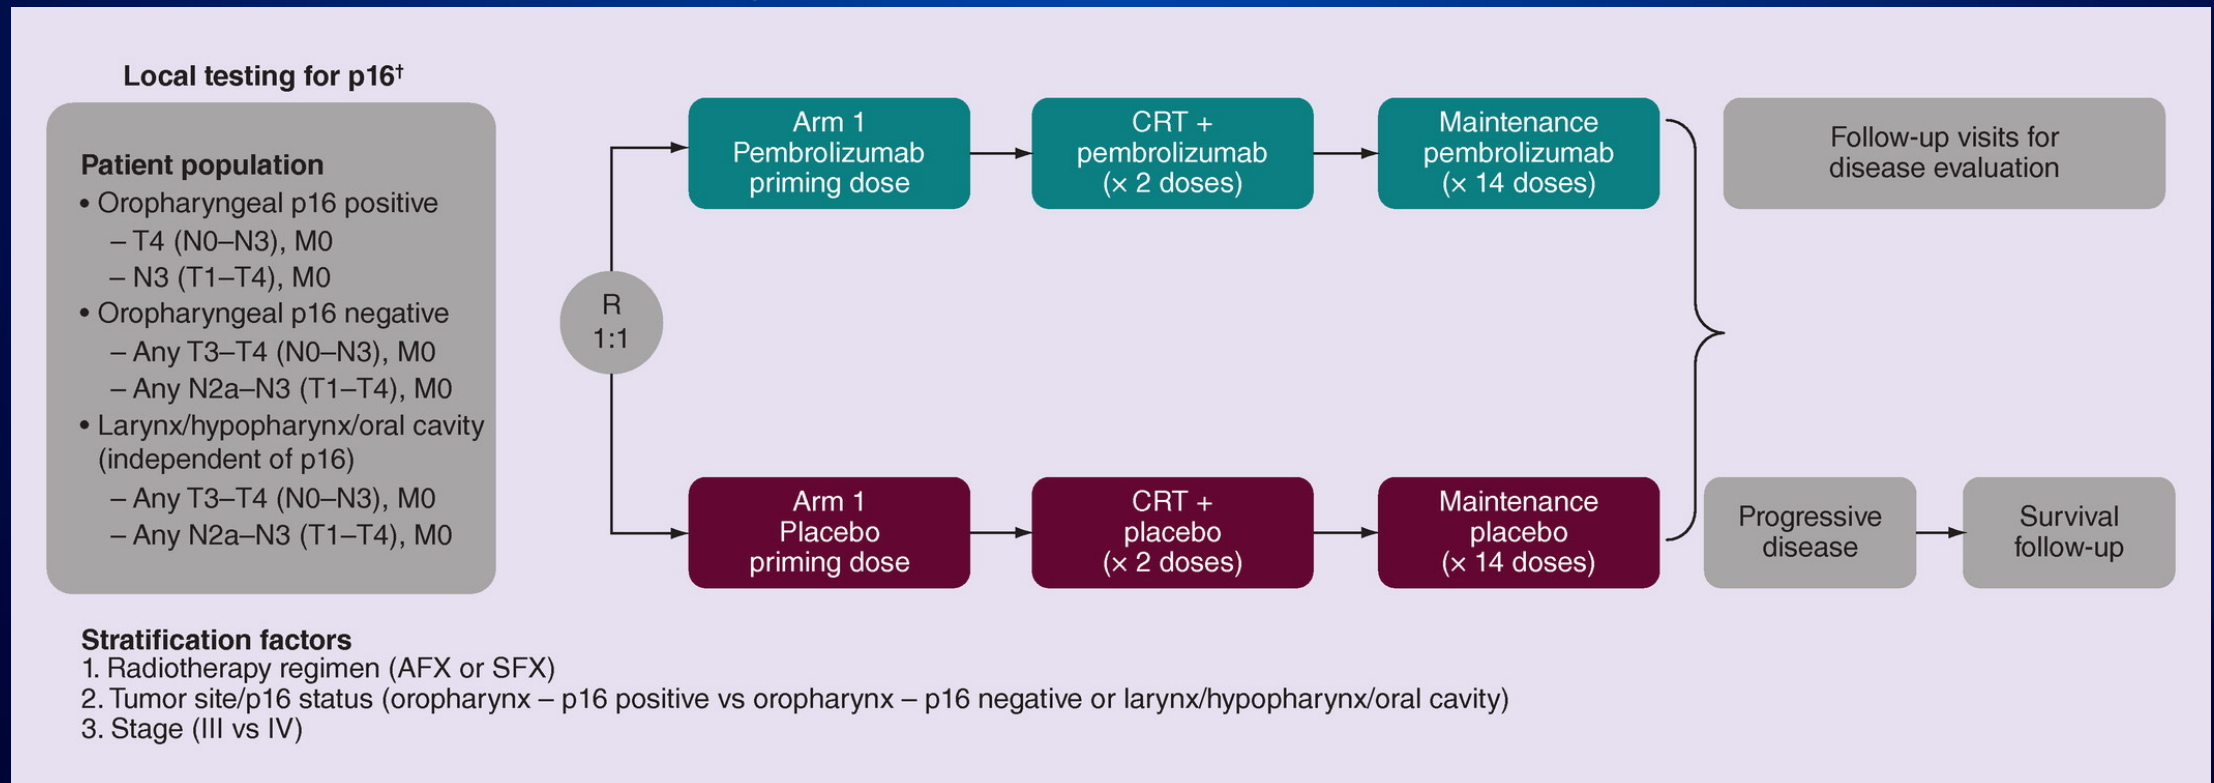 Local testing for p16†
Patient population
• Oropharyngeal p16 positive
– T4 (N0–N3), M0
– N3 (T1–T4), M0
• Oropharyngeal p16 negative
– Any T3–T4 (N0–N3), M0
– Any N2a–N3 (T1–T4), M0
• Larynx/hypopharynx/oral cavity
(independent of p16)
– Any T3–T4 (N0–N3), M0
– Any N2a–N3 (T1–T4), M0
R
1:1
Arm 1
Pembrolizumab
priming dose
CRT +
pembrolizumab
(× 2 doses)
Maintenance
pembrolizumab
(× 14 doses)
Follow-up visits for
disease evaluation
Arm 1
Placebo
priming dose
CRT +
placebo
(× 2 doses)
Maintenance
placebo
(× 14 doses)
Progressive
disease
Survival
follow-up
Stratification factors
1. Radiotherapy regimen (AFX or SFX)
2. Tumor site/p16 status (oropharynx – p16 positive vs oropharynx – p16 negative or larynx/hypopharynx/oral cavity)
3. Stage (III vs IV)